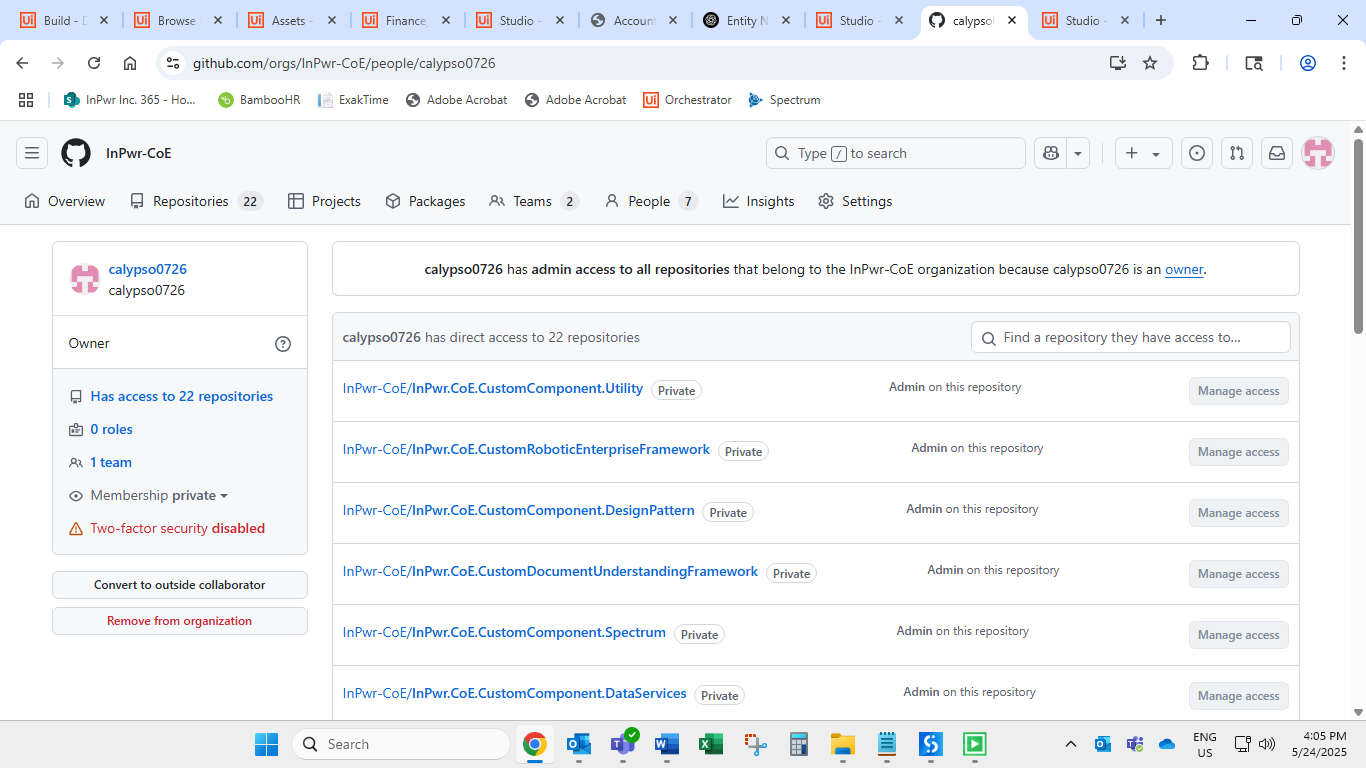 Build - D
Browse
Assets -
Finance_
Studio -
Account
Entity N
Studio -
calypso0
Studio -
github.com/orgs/InPwr-CoE/people/calypso0726
InPwr Inc. 365 - Ho...
BambooHR
ExakTime
Adobe Acrobat
Adobe Acrobat
Orchestrator
Spectrum
InPwr-CoE
Type / to search
Overview
Repositories 22
Projects
Packages
Teams 2
People 7
Insights
Settings
calypso0726
calypso0726
Owner
Has access to 22 repositories
0 roles
1 team
Membership private
Two-factor security disabled
Convert to outside collaborator
Remove from organization
calypso0726 has admin access to all repositories that belong to the InPwr-CoE organization because calypso0726 is an owner.
calypso0726 has direct access to 22 repositories
Find a repository they have access to...
InPwr-CoE/InPwr.CoE.CustomComponent.Utility Private Admin on this repository Manage access
InPwr-CoE/InPwr.CoE.CustomRoboticEnterpriseFramework Private Admin on this repository Manage access
InPwr-CoE/InPwr.CoE.CustomComponent.DesignPattern Private Admin on this repository Manage access
InPwr-CoE/InPwr.CoE.CustomDocumentUnderstandingFramework Private Admin on this repository Manage access
InPwr-CoE/InPwr.CoE.CustomComponent.Spectrum Private Admin on this repository Manage access
InPwr-CoE/InPwr.CoE.CustomComponent.DataServices Private Admin on this repository Manage access
Search
ENG
US
4:05 PM
5/24/2025